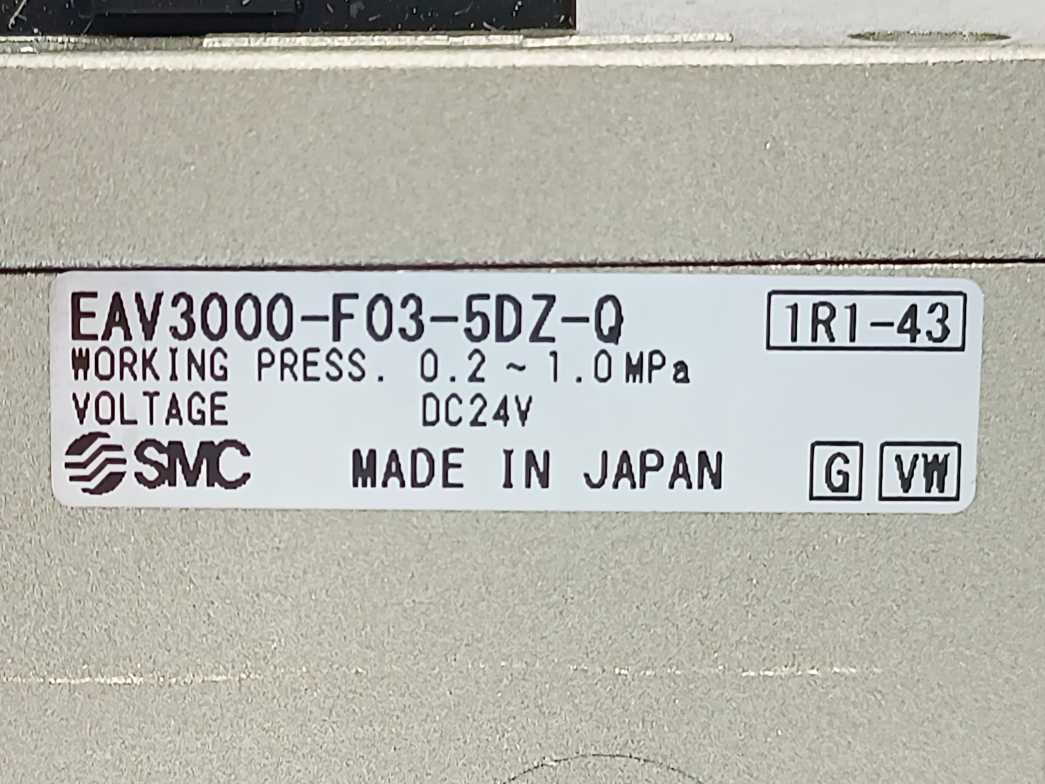 EAV3000-F03-5DZ-Q 1R1-43
WORKING PRESS. 0.2 ~ 1.0 MPa
VOLTAGE DC24V
SMC MADE IN JAPAN G VW